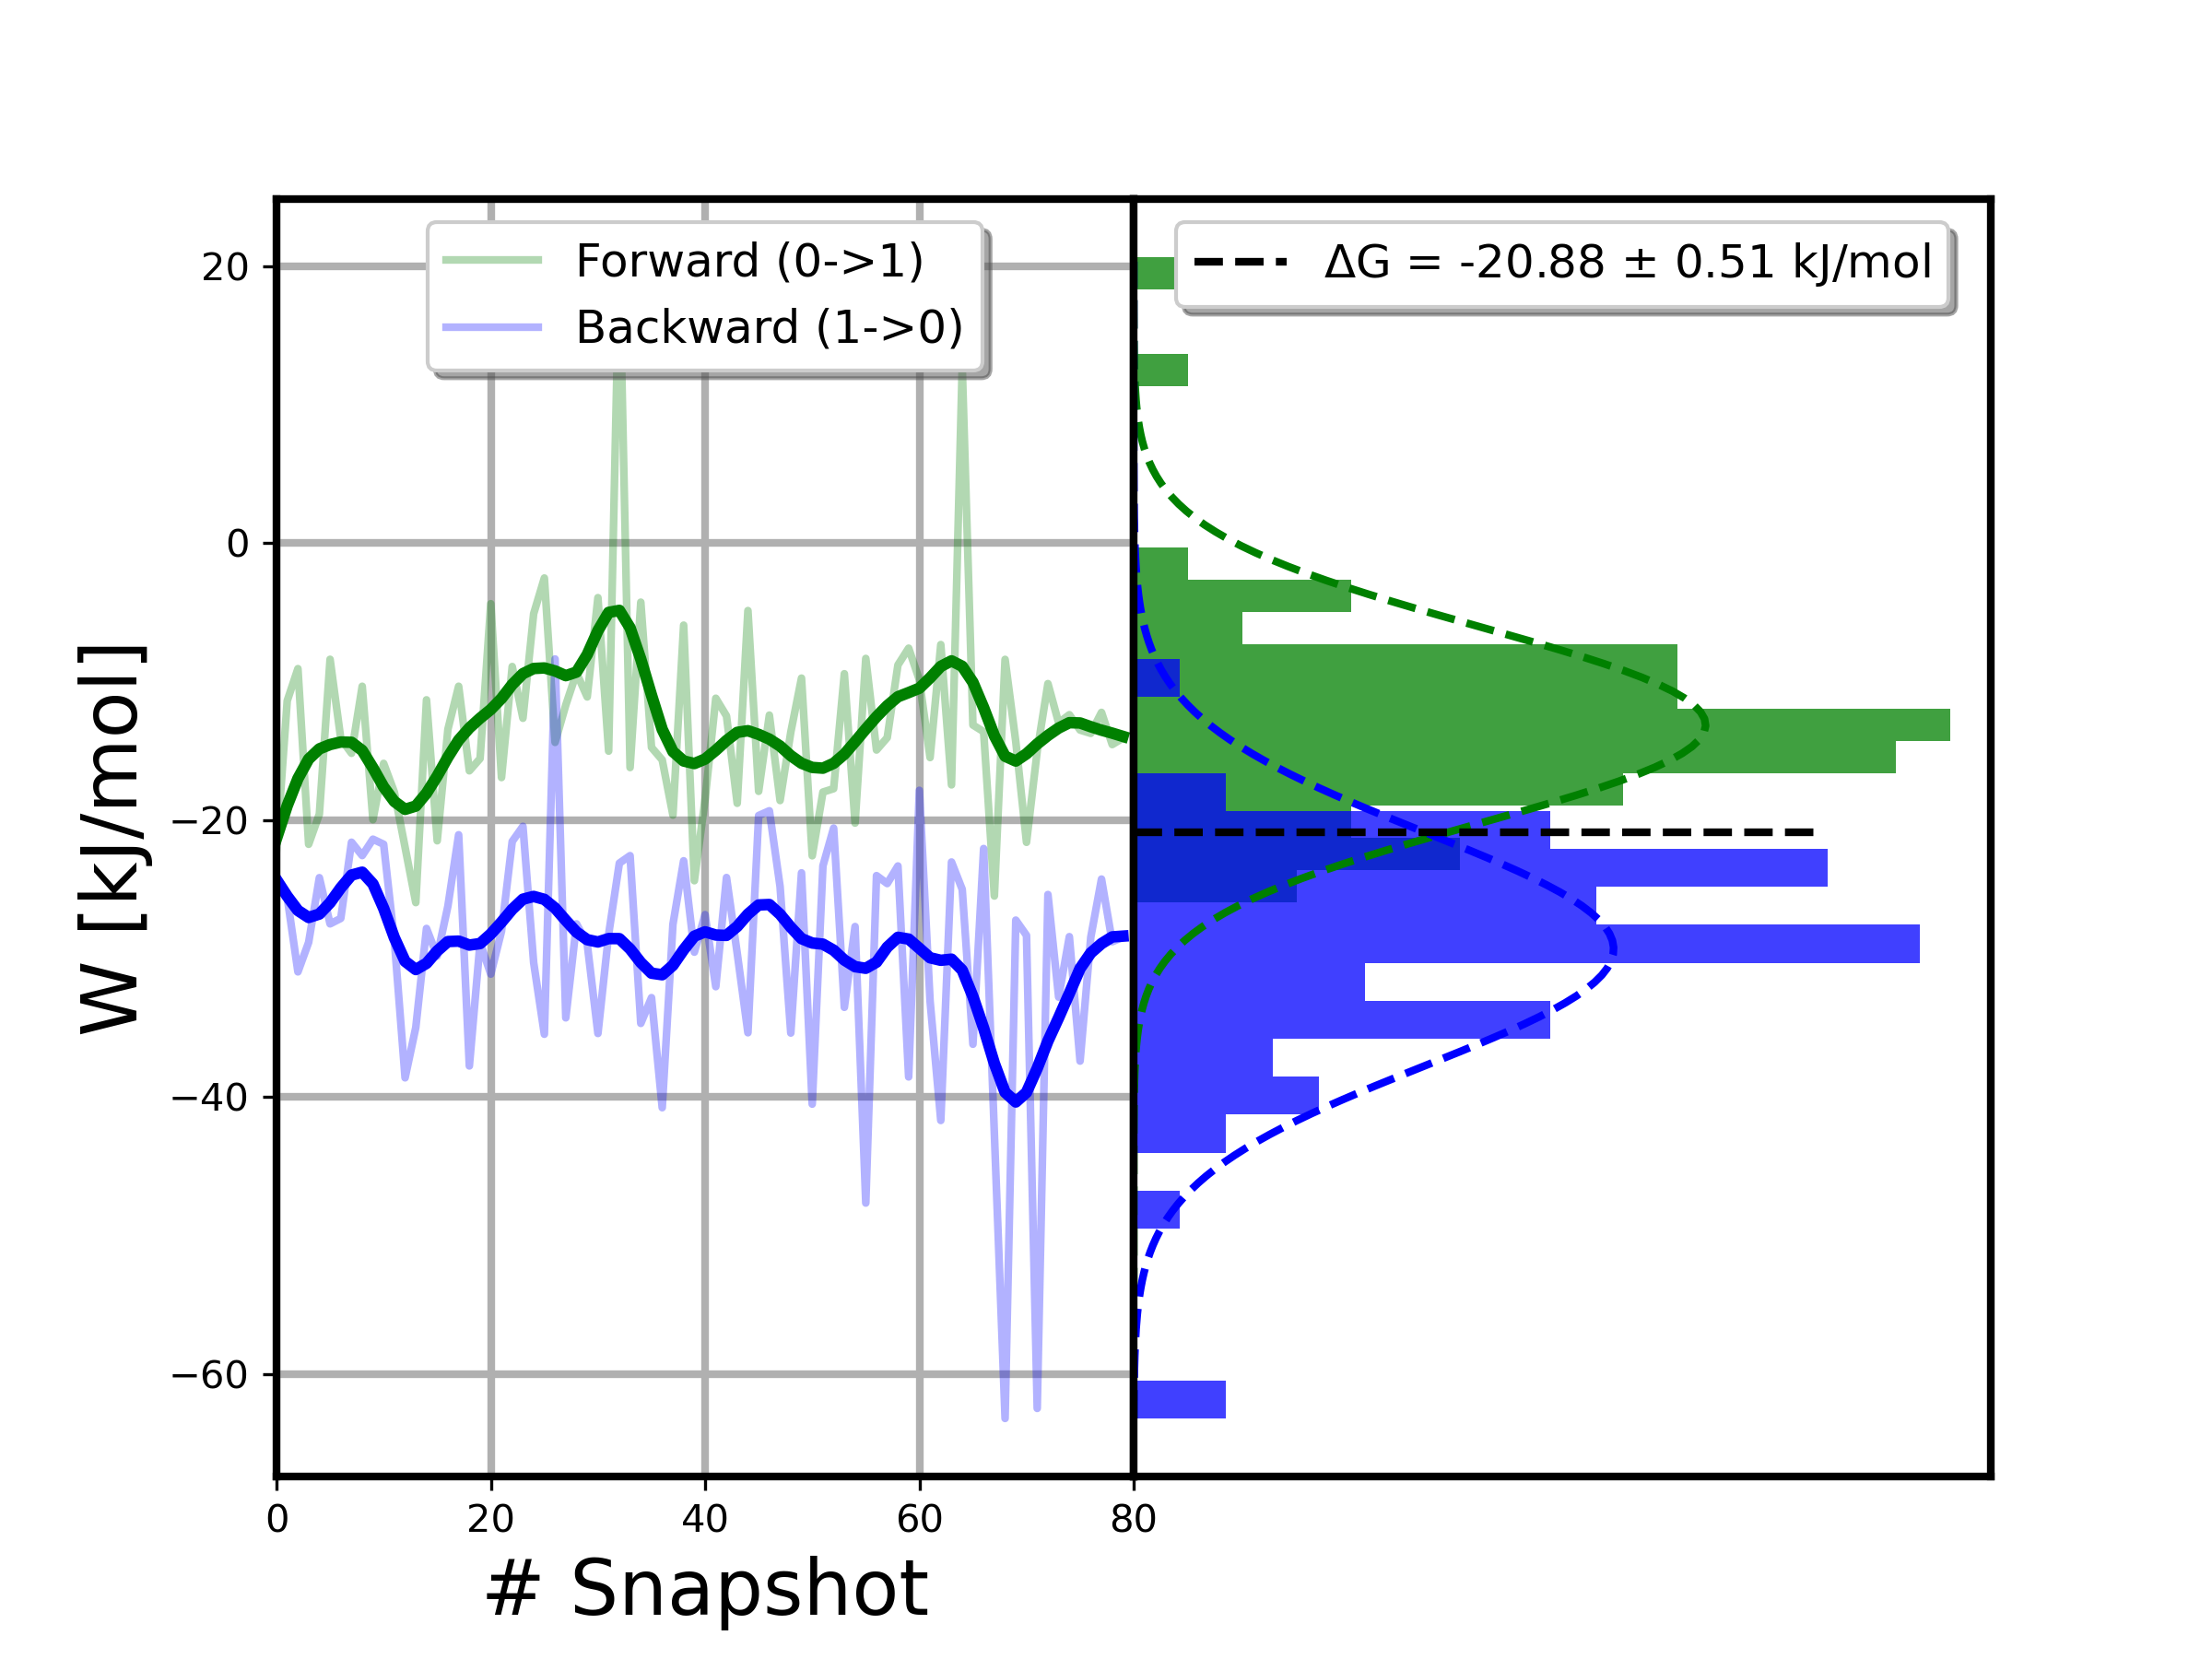 Forward (0->1)
Backward (1->0)
ΔG = -20.88 ± 0.51 kJ/mol
W [kJ/mol]
20
0
−20
−40
−60
0
20
40
60
80
# Snapshot